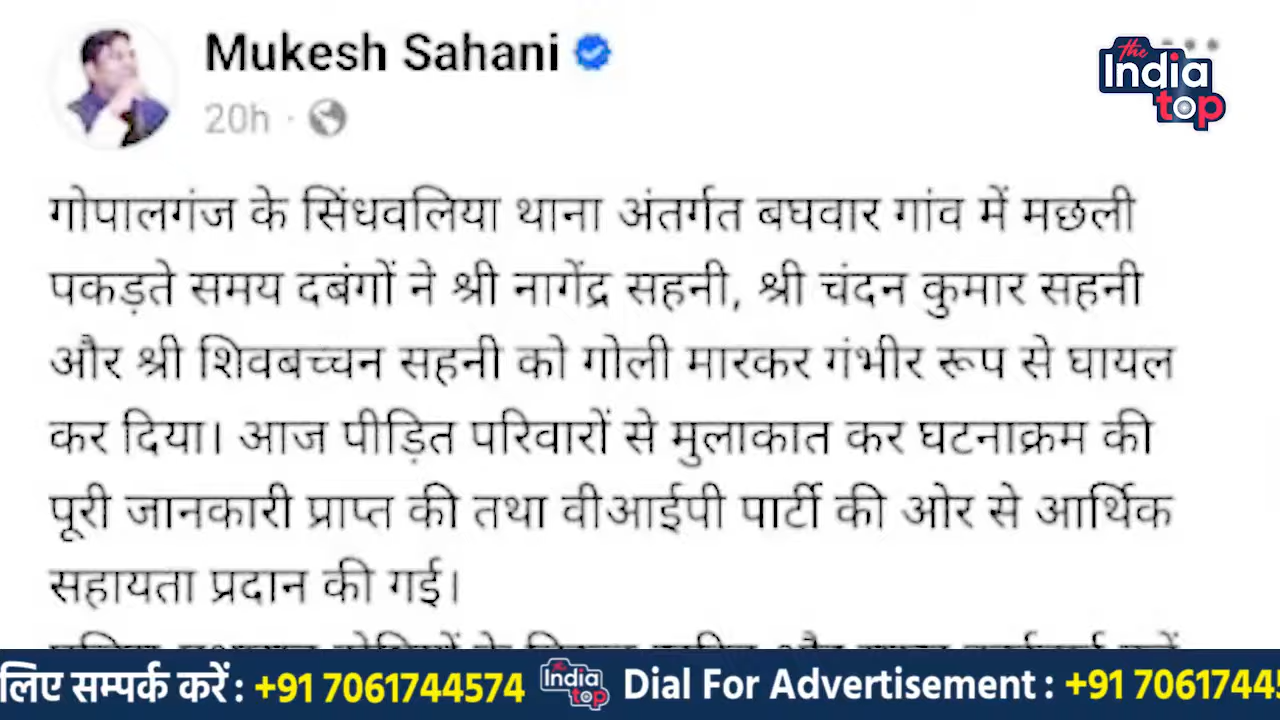 Mukesh Sahani
20h ·
the India top
गोपालगंज के सिंधवलिया थाना अंतर्गत बघवार गांव में मछली
पकड़ते समय दबंगों ने श्री नागेंद्र सहनी, श्री चंदन कुमार सहनी
और श्री शिवबच्चन सहनी को गोली मारकर गंभीर रूप से घायल
कर दिया। आज पीड़ित परिवारों से मुलाकात कर घटनाक्रम की
पूरी जानकारी प्राप्त की तथा वीआईपी पार्टी की ओर से आर्थिक
सहायता प्रदान की गई।
लिए सम्पर्क करें : +91 7061744574 the India top Dial For Advertisement : +91 706174